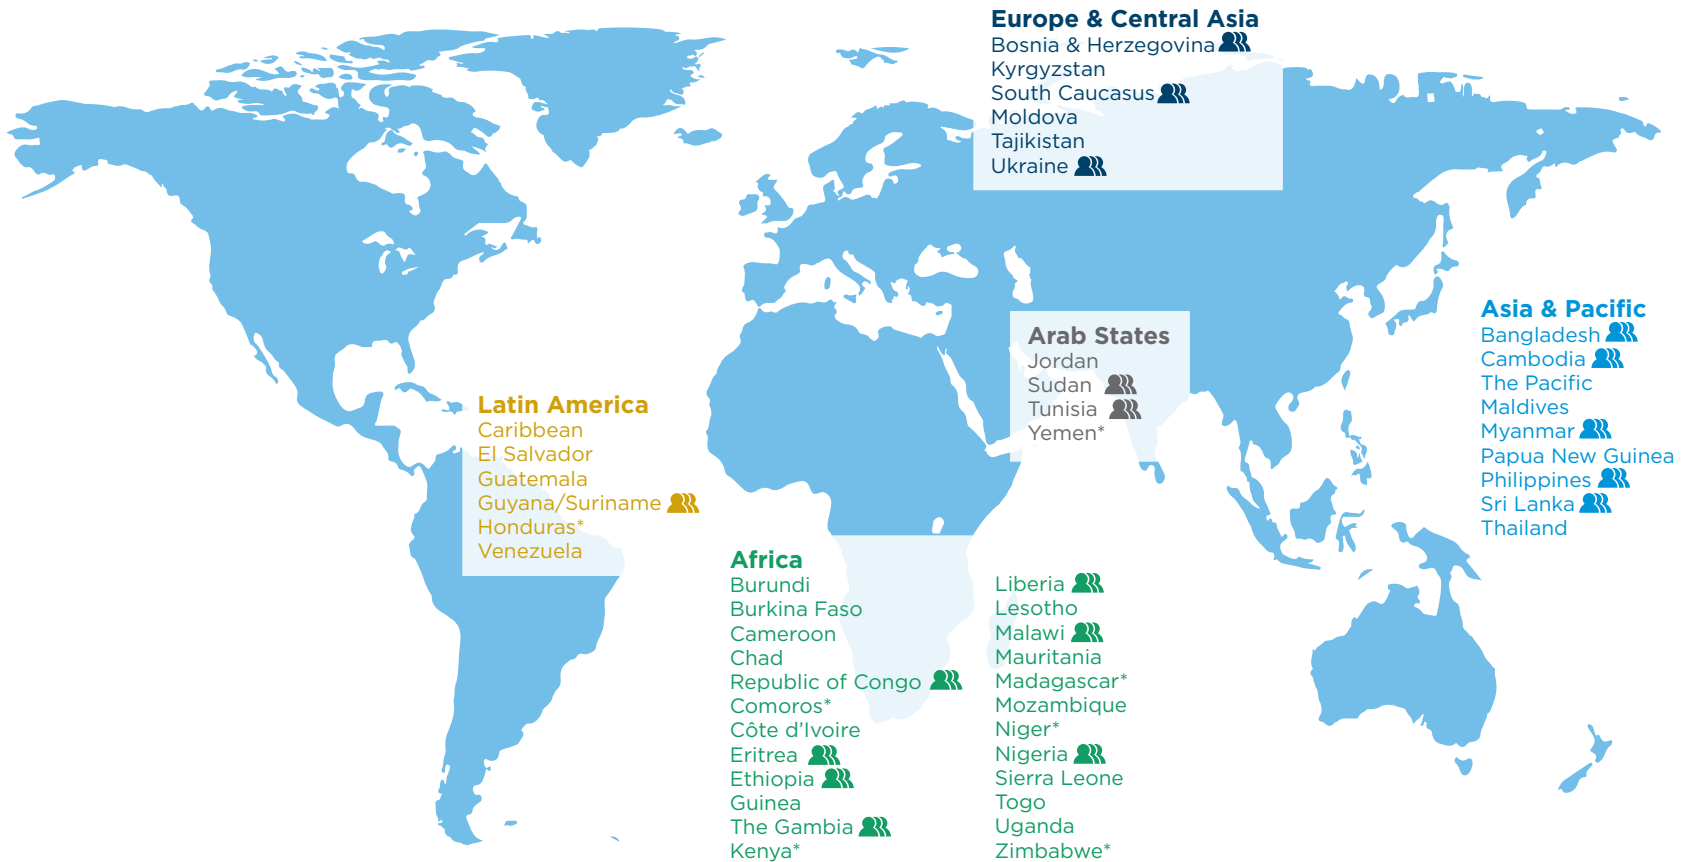 Europe & Central Asia
Bosnia & Herzegovina
Kyrgyzstan
South Caucasus
Moldova
Tajikistan
Ukraine
Asia & Pacific
Bangladesh
Cambodia
The Pacific
Maldives
Myanmar
Papua New Guinea
Philippines
Sri Lanka
Thailand
Arab States
Jordan
Sudan
Tunisia
Yemen*
Latin America
Caribbean
El Salvador
Guatemala
Guyana/Suriname
Honduras*
Venezuela
Africa
Burundi
Burkina Faso
Cameroon
Chad
Republic of Congo
Comoros*
Côte d’Ivoire
Eritrea
Ethiopia
Guinea
The Gambia
Kenya*
Liberia
Lesotho
Malawi
Mauritania
Madagascar*
Mozambique
Niger*
Nigeria
Sierra Leone
Togo
Uganda
Zimbabwe*